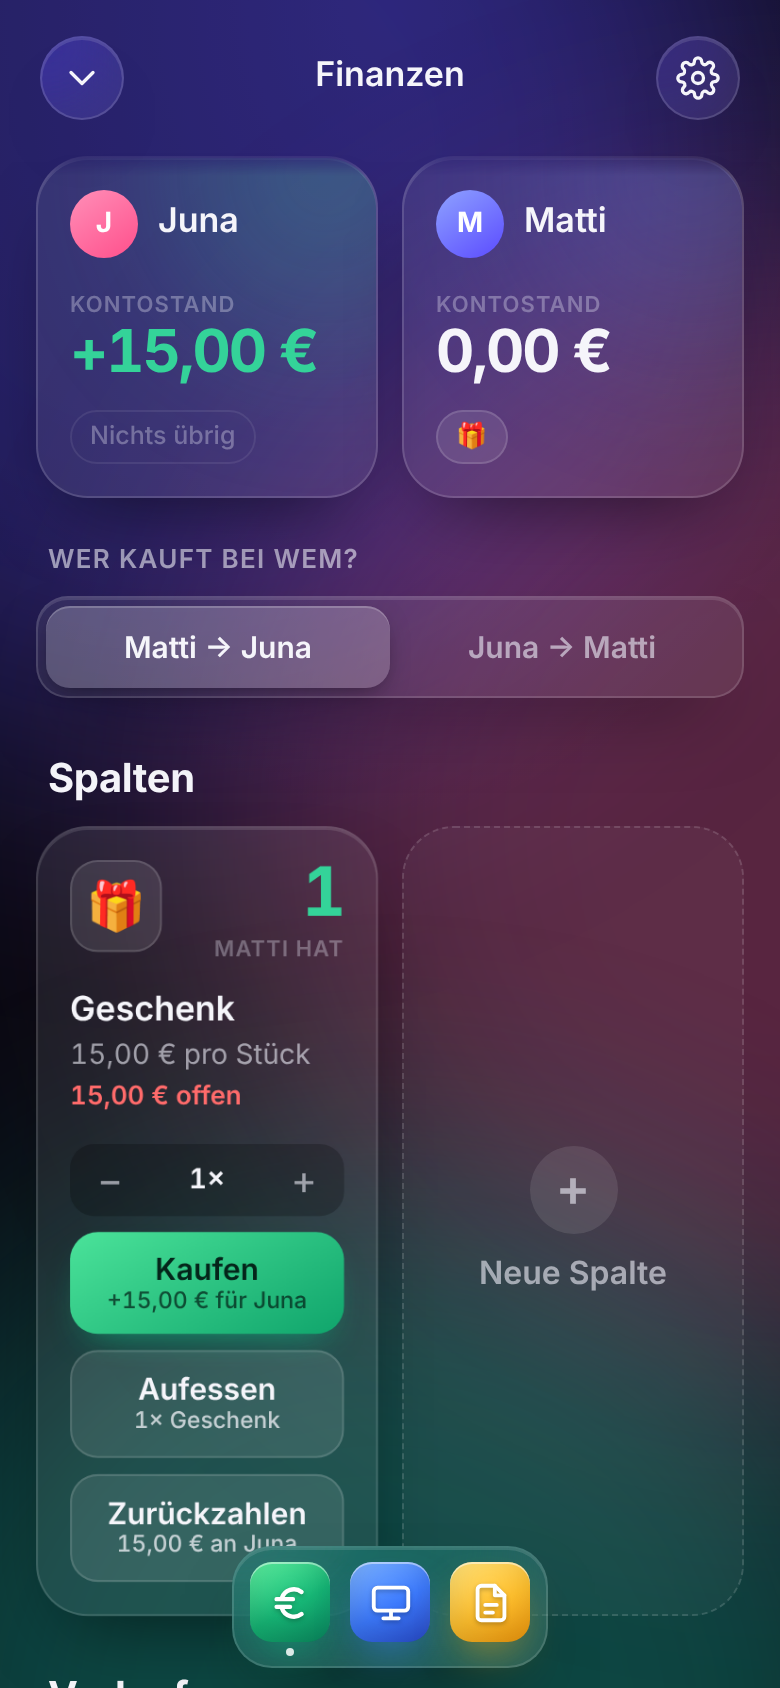 Finanzen
J Juna
KONTOSTAND
+15,00 €
Nichts übrig
M Matti
KONTOSTAND
0,00 €
WER KAUFT BEI WEM?
Matti → Juna
Juna → Matti
Spalten
1
MATTI HAT
Geschenk
15,00 € pro Stück
15,00 € offen
− 1× +
Kaufen
+15,00 € für Juna
Aufessen
1× Geschenk
Zurückzahlen
15,00 € an Juna
+
Neue Spalte
€